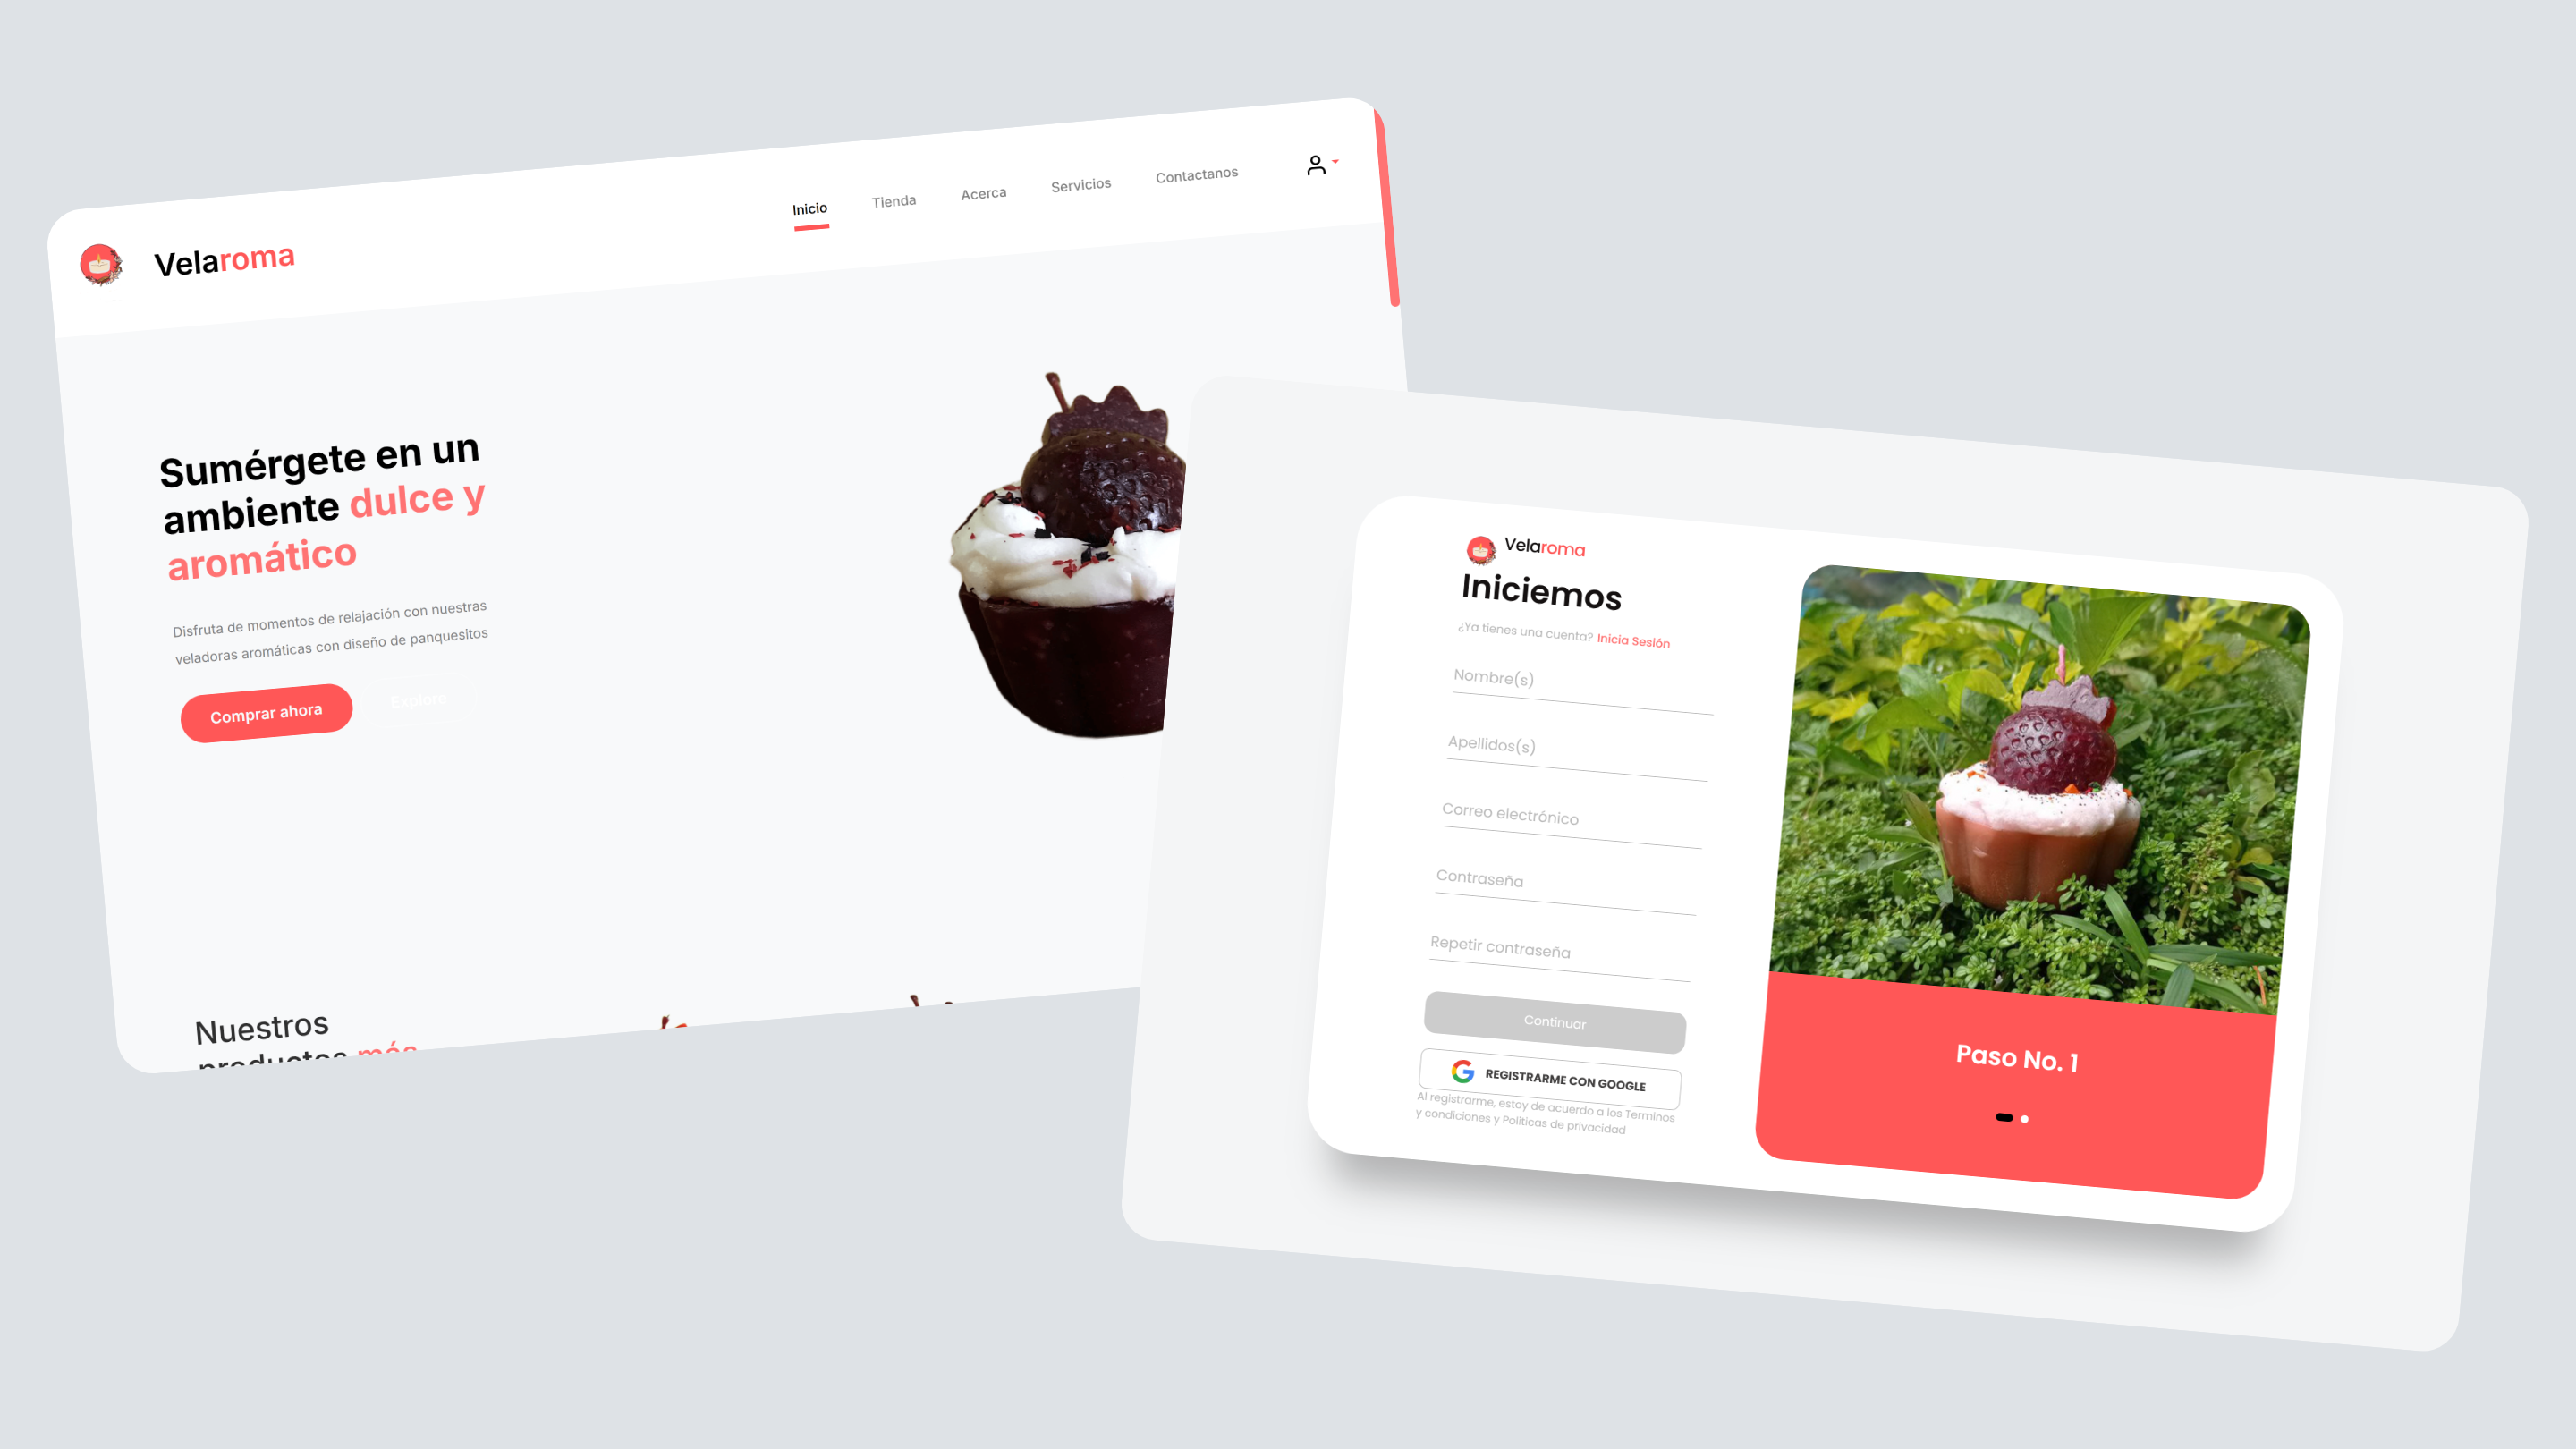 Velaroma
Inicio
Tienda
Acerca
Servicios
Contactanos
Sumérgete en un
ambiente dulce y
aromático
Disfruta de momentos de relajación con nuestras
veladoras aromáticas con diseño de panquesitos
Comprar ahora
Explore
Nuestros
productos más
Velaroma
Iniciemos
¿Ya tienes una cuenta? Inicia Sesión
Nombre(s)
Apellidos(s)
Correo electrónico
Contraseña
Repetir contraseña
Continuar
REGISTRARME CON GOOGLE
Al registrarme, estoy de acuerdo a los Terminos
y condiciones y Politicas de privacidad
Paso No. 1